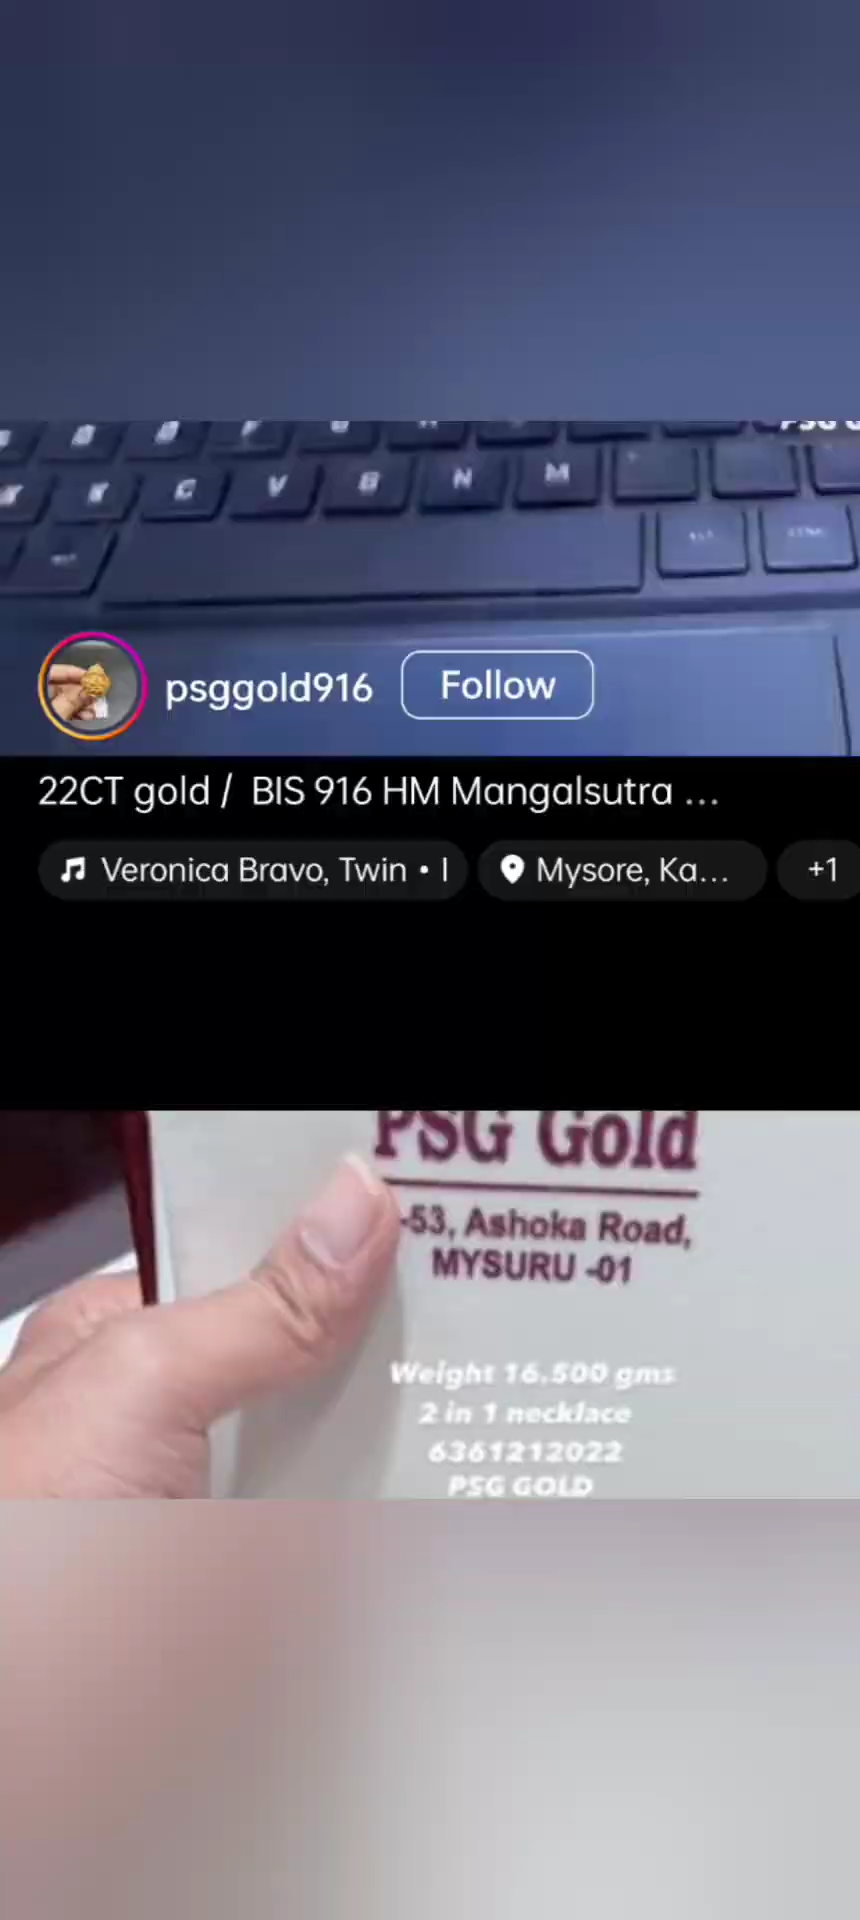 C V B N M
psggold916 Follow
22CT gold / BIS 916 HM Mangalsutra ...
Veronica Bravo, Twin • I Mysore, Ka... +1
PSG Gold
-53, Ashoka Road,
MYSURU -01
Weight 16.500 gms
2 in 1 necklace
6361212022
PSG GOLD